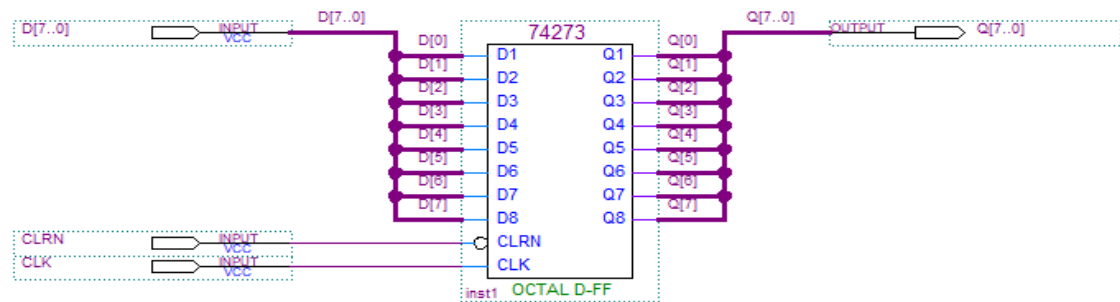 D[7..0] INPUT VCC D[7..0] 74273 Q[7..0] OUTPUT Q[7..0]
D[0] D1 Q1 Q[0]
D[1] D2 Q2 Q[1]
D[2] D3 Q3 Q[2]
D[3] D4 Q4 Q[3]
D[4] D5 Q5 Q[4]
D[5] D6 Q6 Q[5]
D[6] D7 Q7 Q[6]
D[7] D8 Q8 Q[7]
CLRN INPUT VCC CLRN
CLK INPUT VCC CLK
inst1 OCTAL D-FF